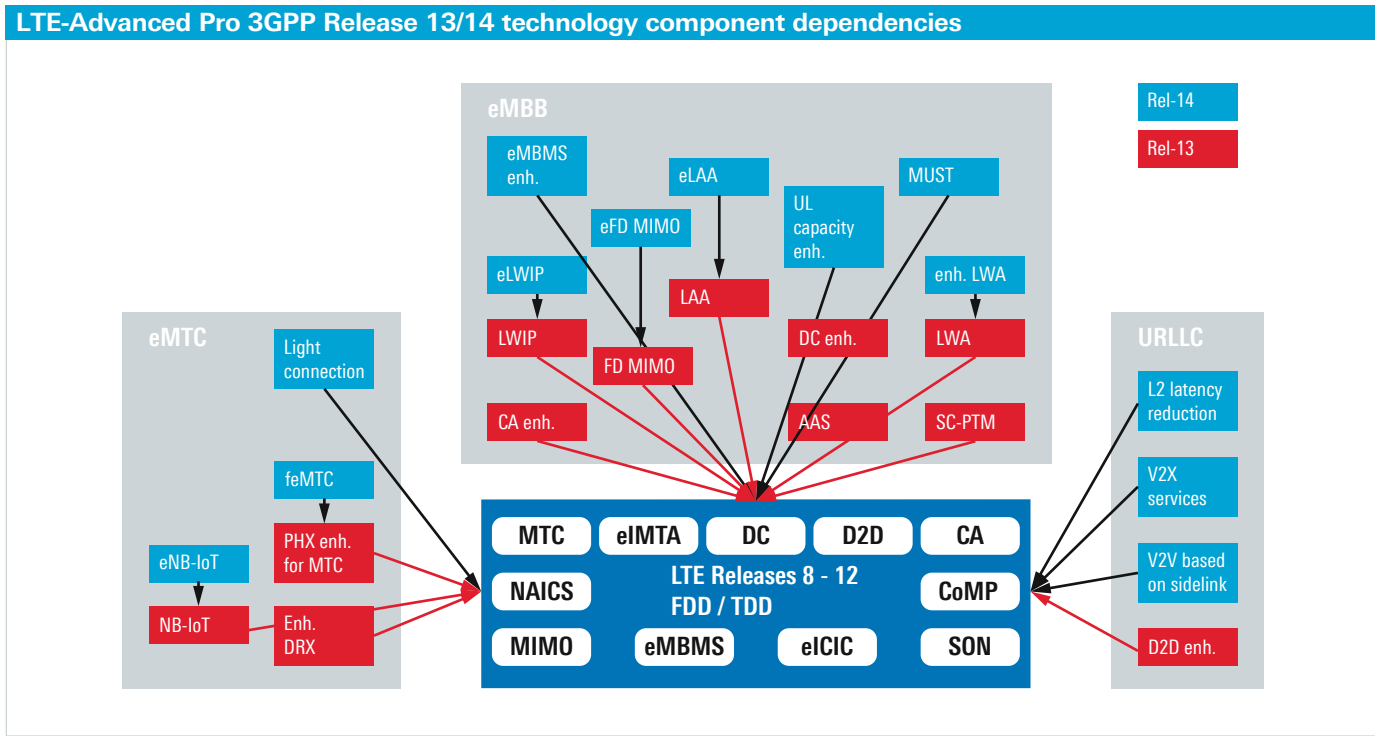 LTE-Advanced Pro 3GPP Release 13/14 technology component dependencies
eMBB
Rel-14
Rel-13
eMBMS
enh.
eLAA
MUST
UL
capacity
enh.
eFD MIMO
eLWIP
enh. LWA
LAA
LWIP
DC enh.
LWA
FD MIMO
CA enh.
AAS
SC-PTM
eMTC
Light
connection
feMTC
PHX enh.
for MTC
eNB-IoT
NB-IoT
Enh.
DRX
URLLC
L2 latency
reduction
V2X
services
V2V based
on sidelink
D2D enh.
MTC
eIMTA
DC
D2D
CA
NAICS
LTE Releases 8 - 12
FDD / TDD
CoMP
MIMO
eMBMS
eICIC
SON